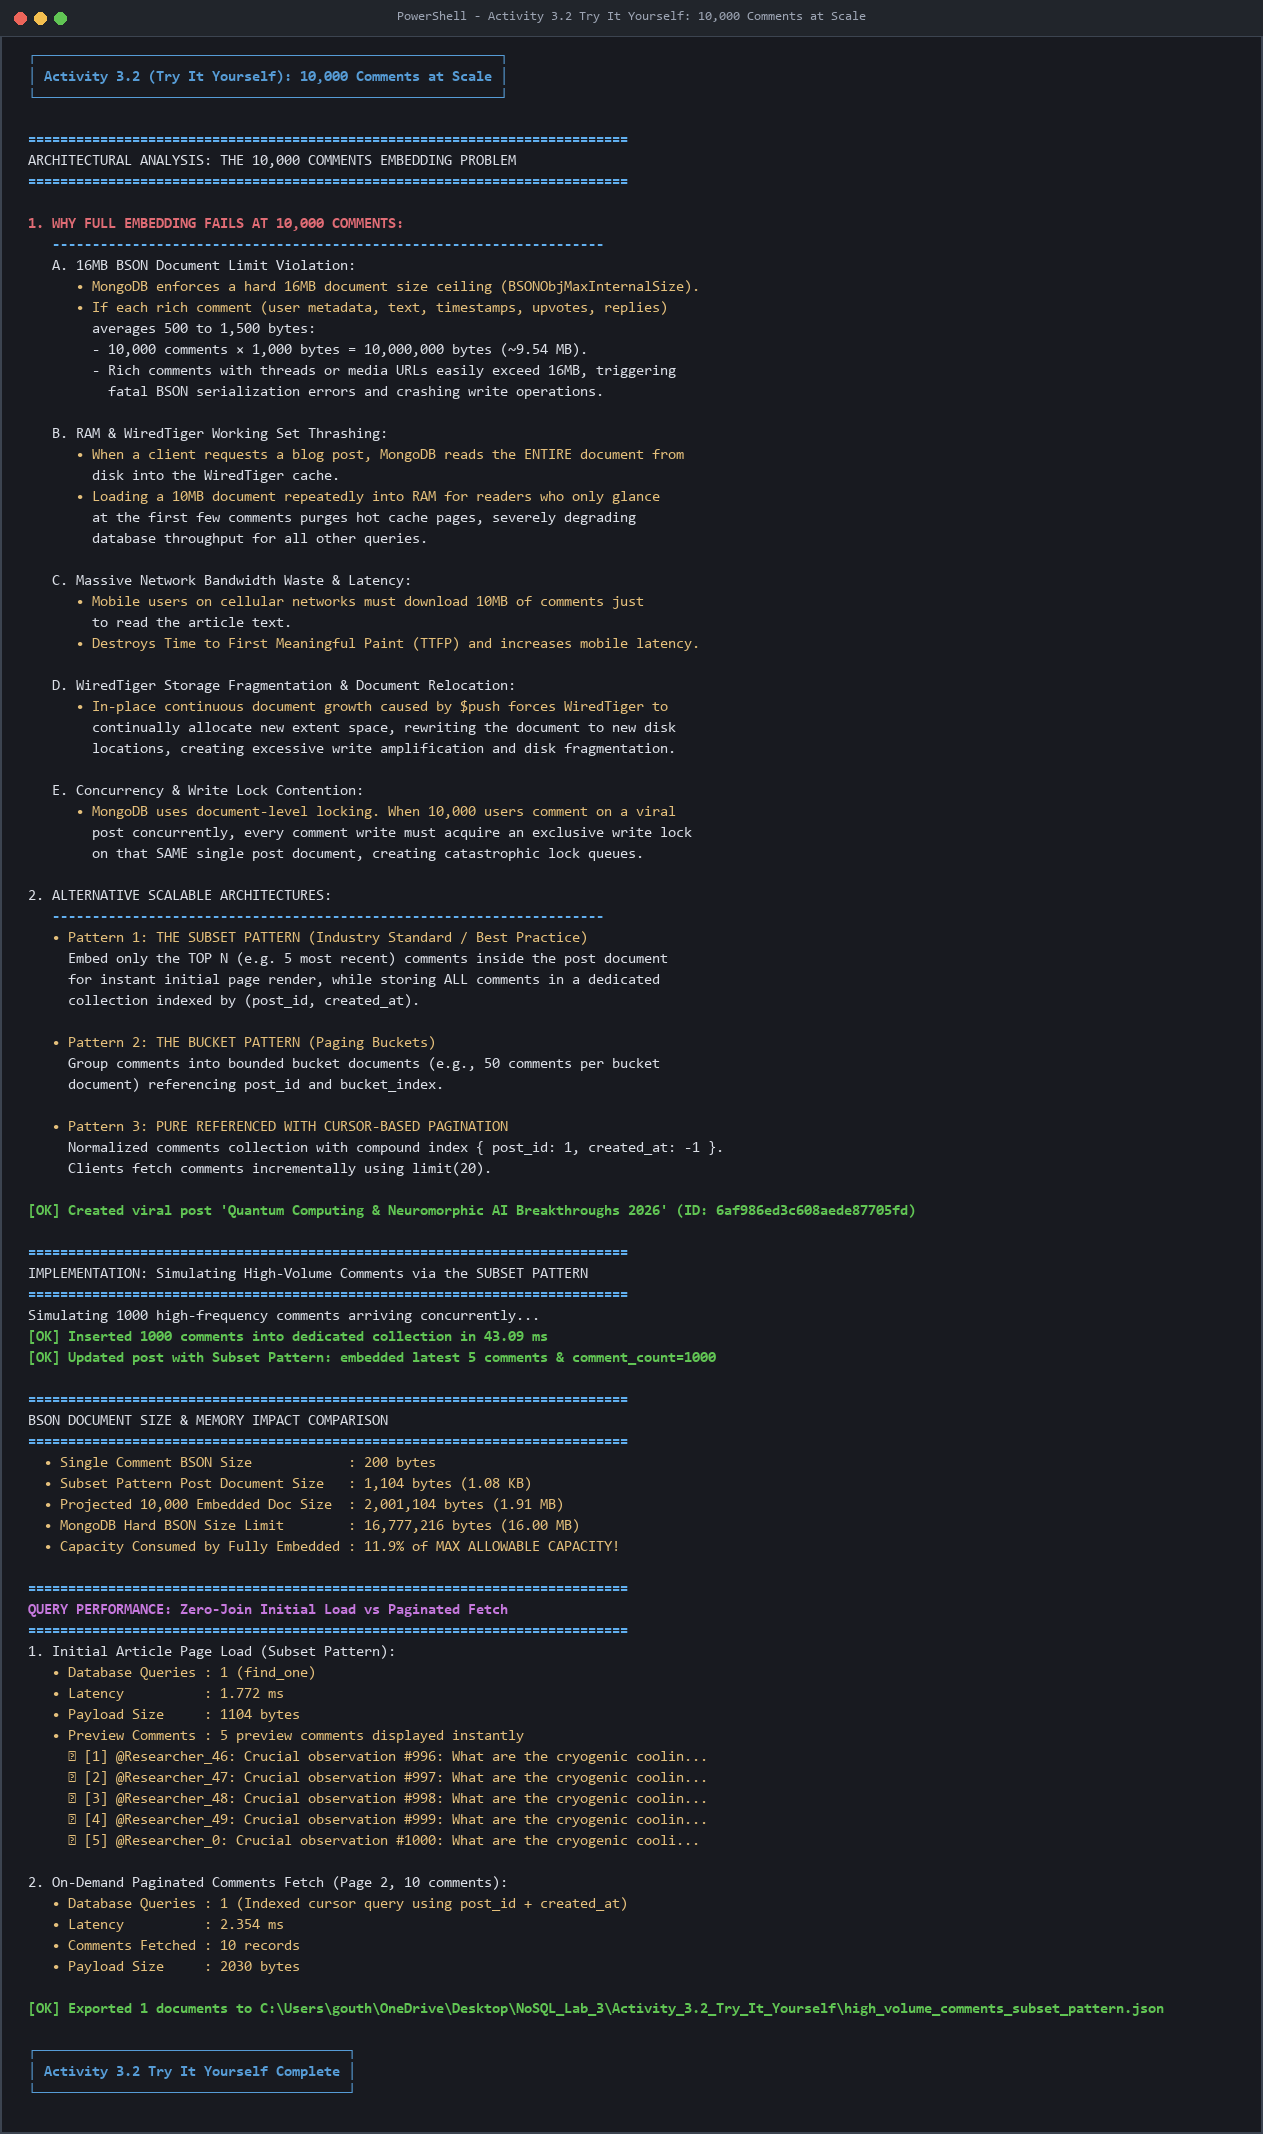 PowerShell - Activity 3.2 Try It Yourself: 10,000 Comments at Scale
Activity 3.2 (Try It Yourself): 10,000 Comments at Scale
===========================================================================
ARCHITECTURAL ANALYSIS: THE 10,000 COMMENTS EMBEDDING PROBLEM
===========================================================================
1. WHY FULL EMBEDDING FAILS AT 10,000 COMMENTS:
---------------------------------------------------------------------
A. 16MB BSON Document Limit Violation:
• MongoDB enforces a hard 16MB document size ceiling (BSONObjMaxInternalSize).
• If each rich comment (user metadata, text, timestamps, upvotes, replies)
averages 500 to 1,500 bytes:
- 10,000 comments × 1,000 bytes = 10,000,000 bytes (~9.54 MB).
- Rich comments with threads or media URLs easily exceed 16MB, triggering
fatal BSON serialization errors and crashing write operations.
B. RAM & WiredTiger Working Set Thrashing:
• When a client requests a blog post, MongoDB reads the ENTIRE document from
disk into the WiredTiger cache.
• Loading a 10MB document repeatedly into RAM for readers who only glance
at the first few comments purges hot cache pages, severely degrading
database throughput for all other queries.
C. Massive Network Bandwidth Waste & Latency:
• Mobile users on cellular networks must download 10MB of comments just
to read the article text.
• Destroys Time to First Meaningful Paint (TTFP) and increases mobile latency.
D. WiredTiger Storage Fragmentation & Document Relocation:
• In-place continuous document growth caused by $push forces WiredTiger to
continually allocate new extent space, rewriting the document to new disk
locations, creating excessive write amplification and disk fragmentation.
E. Concurrency & Write Lock Contention:
• MongoDB uses document-level locking. When 10,000 users comment on a viral
post concurrently, every comment write must acquire an exclusive write lock
on that SAME single post document, creating catastrophic lock queues.
2. ALTERNATIVE SCALABLE ARCHITECTURES:
---------------------------------------------------------------------
• Pattern 1: THE SUBSET PATTERN (Industry Standard / Best Practice)
Embed only the TOP N (e.g. 5 most recent) comments inside the post document
for instant initial page render, while storing ALL comments in a dedicated
collection indexed by (post_id, created_at).
• Pattern 2: THE BUCKET PATTERN (Paging Buckets)
Group comments into bounded bucket documents (e.g., 50 comments per bucket
document) referencing post_id and bucket_index.
• Pattern 3: PURE REFERENCED WITH CURSOR-BASED PAGINATION
Normalized comments collection with compound index { post_id: 1, created_at: -1 }.
Clients fetch comments incrementally using limit(20).
[OK] Created viral post 'Quantum Computing & Neuromorphic AI Breakthroughs 2026' (ID: 6af986ed3c608aede87705fd)
===========================================================================
IMPLEMENTATION: Simulating High-Volume Comments via the SUBSET PATTERN
===========================================================================
Simulating 1000 high-frequency comments arriving concurrently...
[OK] Inserted 1000 comments into dedicated collection in 43.09 ms
[OK] Updated post with Subset Pattern: embedded latest 5 comments & comment_count=1000
===========================================================================
BSON DOCUMENT SIZE & MEMORY IMPACT COMPARISON
===========================================================================
• Single Comment BSON Size : 200 bytes
• Subset Pattern Post Document Size : 1,104 bytes (1.08 KB)
• Projected 10,000 Embedded Doc Size : 2,001,104 bytes (1.91 MB)
• MongoDB Hard BSON Size Limit : 16,777,216 bytes (16.00 MB)
• Capacity Consumed by Fully Embedded : 11.9% of MAX ALLOWABLE CAPACITY!
===========================================================================
QUERY PERFORMANCE: Zero-Join Initial Load vs Paginated Fetch
===========================================================================
1. Initial Article Page Load (Subset Pattern):
• Database Queries : 1 (find_one)
• Latency : 1.772 ms
• Payload Size : 1104 bytes
• Preview Comments : 5 preview comments displayed instantly
[1] @Researcher_46: Crucial observation #996: What are the cryogenic coolin...
[2] @Researcher_47: Crucial observation #997: What are the cryogenic coolin...
[3] @Researcher_48: Crucial observation #998: What are the cryogenic coolin...
[4] @Researcher_49: Crucial observation #999: What are the cryogenic coolin...
[5] @Researcher_0: Crucial observation #1000: What are the cryogenic cooli...
2. On-Demand Paginated Comments Fetch (Page 2, 10 comments):
• Database Queries : 1 (Indexed cursor query using post_id + created_at)
• Latency : 2.354 ms
• Comments Fetched : 10 records
• Payload Size : 2030 bytes
[OK] Exported 1 documents to C:\Users\gouth\OneDrive\Desktop\NoSQL_Lab_3\Activity_3.2_Try_It_Yourself\high_volume_comments_subset_pattern.json
Activity 3.2 Try It Yourself Complete